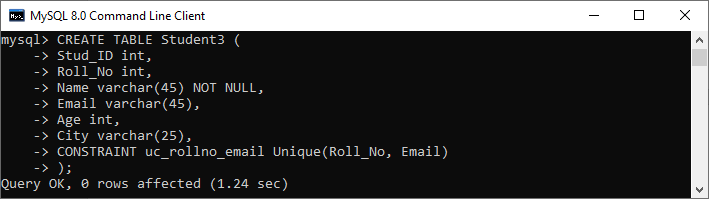 MySQL 8.0 Command Line Client
mysql> CREATE TABLE Student3 (
    -> Stud_ID int,
    -> Roll_No int,
    -> Name varchar(45) NOT NULL,
    -> Email varchar(45),
    -> Age int,
    -> City varchar(25),
    -> CONSTRAINT uc_rollno_email Unique(Roll_No, Email)
    -> );
Query OK, 0 rows affected (1.24 sec)